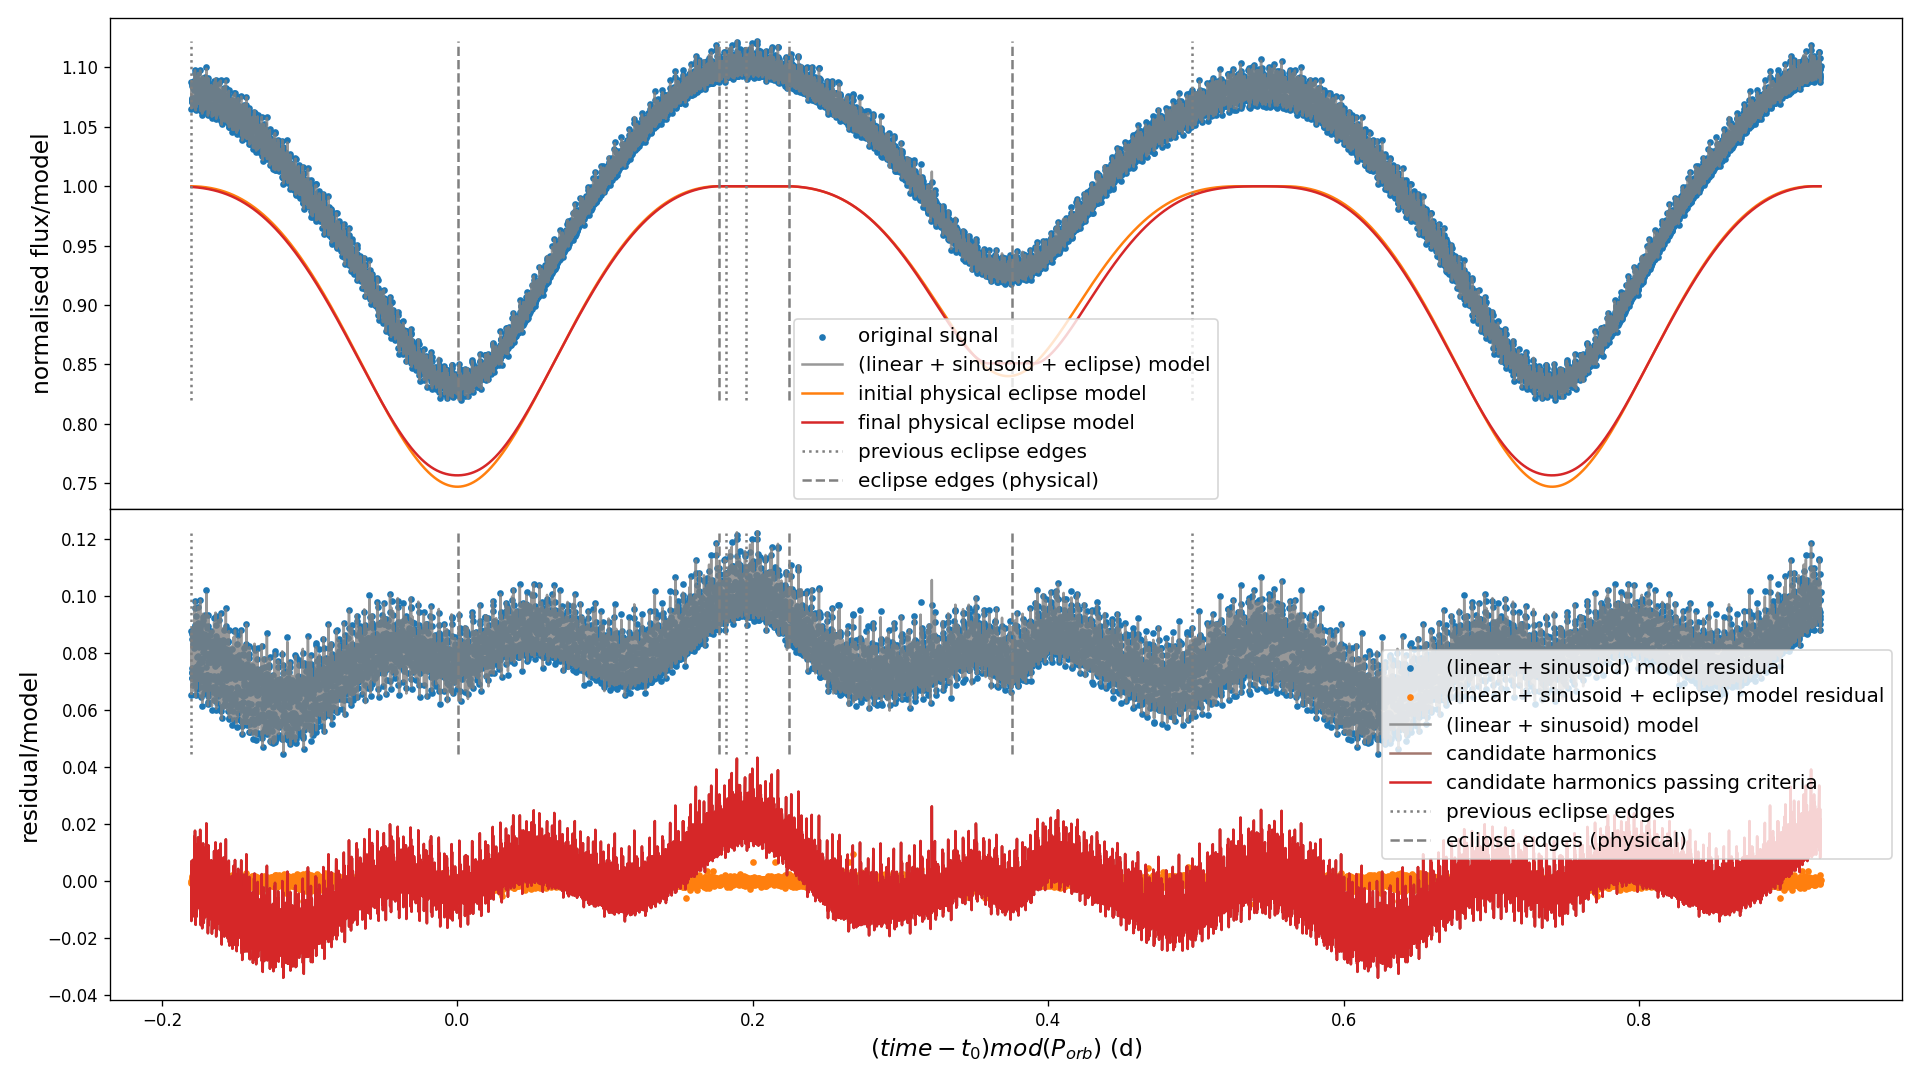 normalised flux/model
1.10
1.05
1.00
0.95
0.90
0.85
0.80
0.75
original signal
(linear + sinusoid + eclipse) model
initial physical eclipse model
final physical eclipse model
previous eclipse edges
eclipse edges (physical)
residual/model
0.12
0.10
0.08
0.06
0.04
0.02
0.00
−0.02
−0.04
(linear + sinusoid) model residual
(linear + sinusoid + eclipse) model residual
(linear + sinusoid) model
candidate harmonics
candidate harmonics passing criteria
previous eclipse edges
eclipse edges (physical)
−0.2 0.0 0.2 0.4 0.6 0.8
(time − t₀)mod(P_orb) (d)